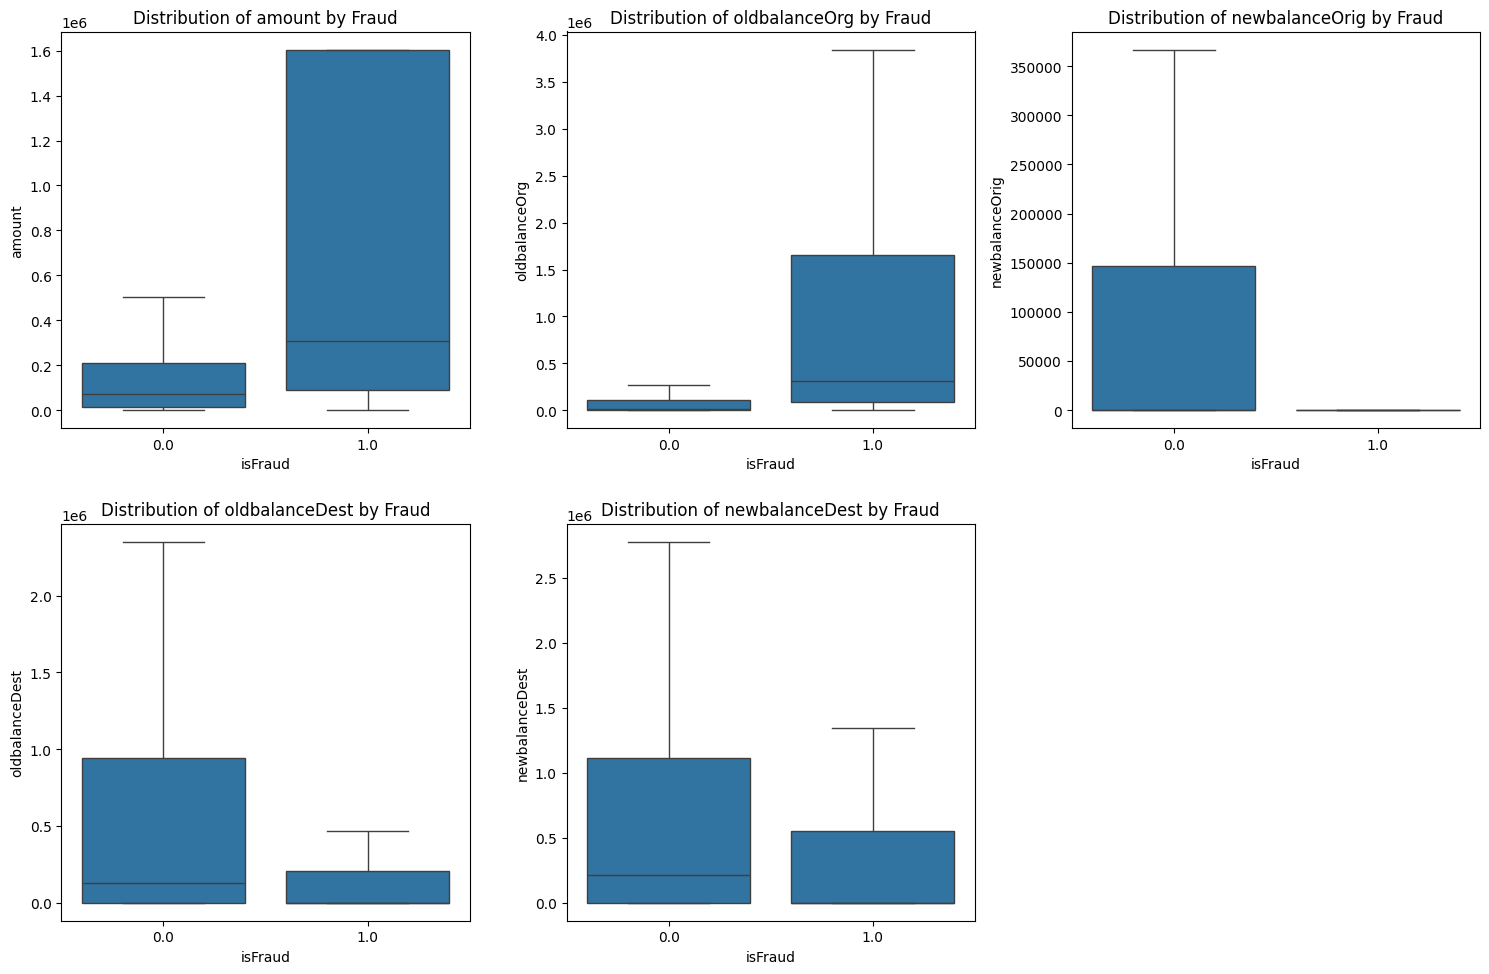 Distribution of amount by Fraud
1e6
1.6
1.4
1.2
1.0
0.8
0.6
0.4
0.2
0.0
amount
0.0 1.0
isFraud
Distribution of oldbalanceOrg by Fraud
1e6
4.0
3.5
3.0
2.5
2.0
1.5
1.0
0.5
0.0
oldbalanceOrg
0.0 1.0
isFraud
Distribution of newbalanceOrig by Fraud
350000
300000
250000
200000
150000
100000
50000
0
newbalanceOrig
0.0 1.0
isFraud
Distribution of oldbalanceDest by Fraud
1e6
2.0
1.5
1.0
0.5
0.0
oldbalanceDest
0.0 1.0
isFraud
Distribution of newbalanceDest by Fraud
1e6
2.5
2.0
1.5
1.0
0.5
0.0
newbalanceDest
0.0 1.0
isFraud